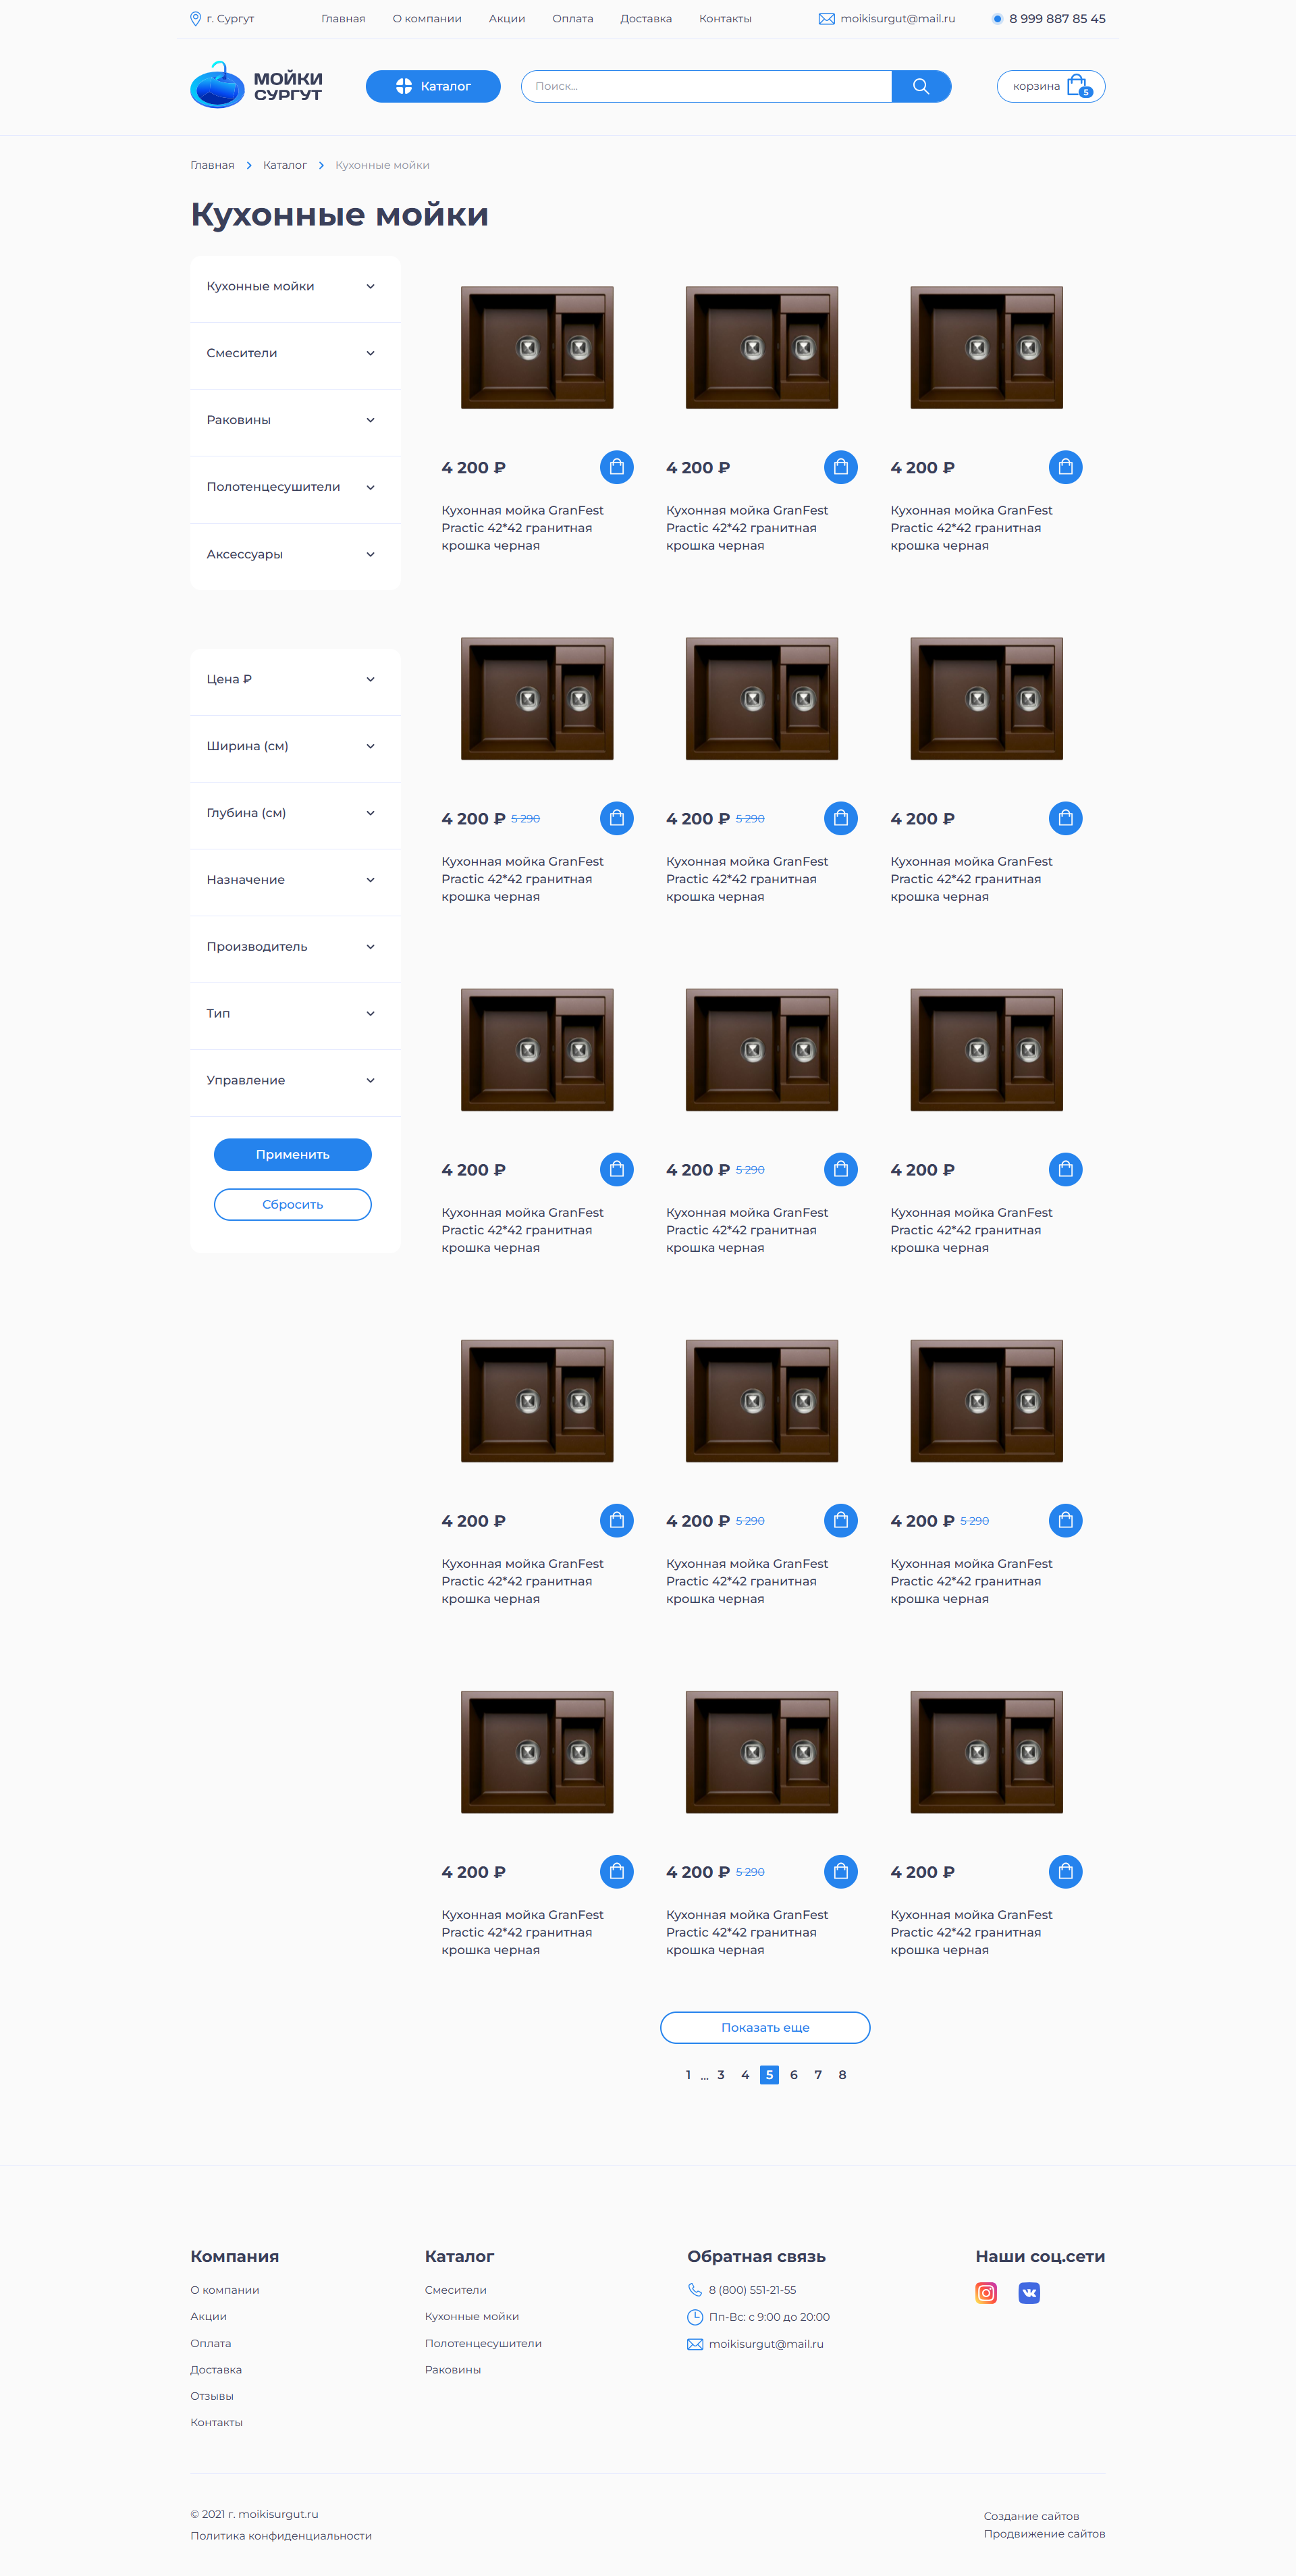 г. Сургут
Главная
О компании
Акции
Оплата
Доставка
Контакты
moikisurgut@mail.ru
8 999 887 85 45
МОЙКИ
СУРГУТ
Каталог
Поиск...
корзина
5
Главная
Каталог
Кухонные мойки
Кухонные мойки
Кухонные мойки
Смесители
Раковины
Полотенцесушители
Аксессуары
Цена ₽
Ширина (см)
Глубина (см)
Назначение
Производитель
Тип
Управление
Применить
Сбросить
4 200 ₽
4 200 ₽
4 200 ₽
Кухонная мойка GranFest
Practic 42*42 гранитная
крошка черная
Кухонная мойка GranFest
Practic 42*42 гранитная
крошка черная
Кухонная мойка GranFest
Practic 42*42 гранитная
крошка черная
4 200 ₽ 5 290
4 200 ₽ 5 290
4 200 ₽
Кухонная мойка GranFest
Practic 42*42 гранитная
крошка черная
Кухонная мойка GranFest
Practic 42*42 гранитная
крошка черная
Кухонная мойка GranFest
Practic 42*42 гранитная
крошка черная
4 200 ₽
4 200 ₽ 5 290
4 200 ₽
Кухонная мойка GranFest
Practic 42*42 гранитная
крошка черная
Кухонная мойка GranFest
Practic 42*42 гранитная
крошка черная
Кухонная мойка GranFest
Practic 42*42 гранитная
крошка черная
4 200 ₽
4 200 ₽ 5 290
4 200 ₽ 5 290
Кухонная мойка GranFest
Practic 42*42 гранитная
крошка черная
Кухонная мойка GranFest
Practic 42*42 гранитная
крошка черная
Кухонная мойка GranFest
Practic 42*42 гранитная
крошка черная
4 200 ₽
4 200 ₽ 5 290
4 200 ₽
Кухонная мойка GranFest
Practic 42*42 гранитная
крошка черная
Кухонная мойка GranFest
Practic 42*42 гранитная
крошка черная
Кухонная мойка GranFest
Practic 42*42 гранитная
крошка черная
Показать еще
1 ... 3 4 5 6 7 8
Компания
О компании
Акции
Оплата
Доставка
Отзывы
Контакты
Каталог
Смесители
Кухонные мойки
Полотенцесушители
Раковины
Обратная связь
8 (800) 551-21-55
Пп-Вс: с 9:00 до 20:00
moikisurgut@mail.ru
Наши соц.сети
© 2021 г. moikisurgut.ru
Политика конфиденциальности
Создание сайтов
Продвижение сайтов